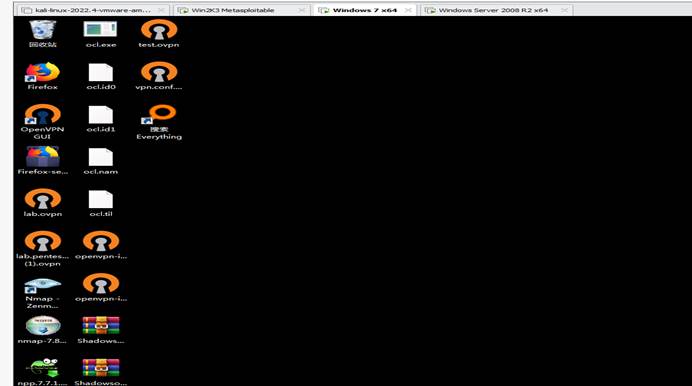 kali-linux-2022.4-vmware-am...
Win2K3 Metasploitable
Windows 7 x64
Windows Server 2008 R2 x64
回收站
ocl.exe
test.ovpn
Firefox
ocl.id0
vpn.conf....
OpenVPN
GUI
ocl.id1
搜索
Everything
Firefox-se...
ocl.nam
lab.ovpn
ocl.til
lab.pentes...
(1).ovpn
openvpn-i...
Nmap -
Zenm...
openvpn-i...
nmap-7.8...
Shadows...
npp.7.7.1....
Shadowso...